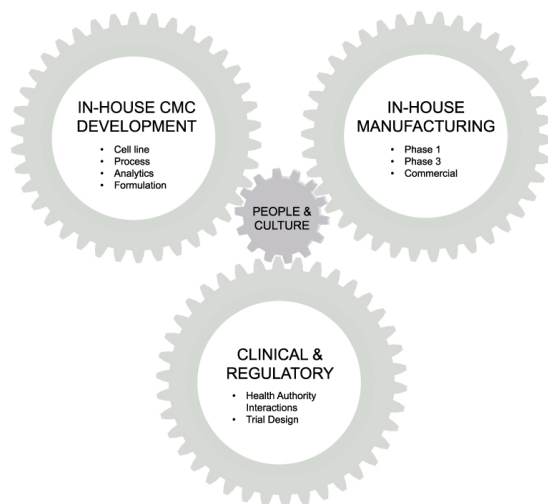 IN-HOUSE CMC
DEVELOPMENT
• Cell line
• Process
• Analytics
• Formulation
IN-HOUSE
MANUFACTURING
• Phase 1
• Phase 3
• Commercial
PEOPLE &
CULTURE
CLINICAL &
REGULATORY
• Health Authority
Interactions
• Trial Design